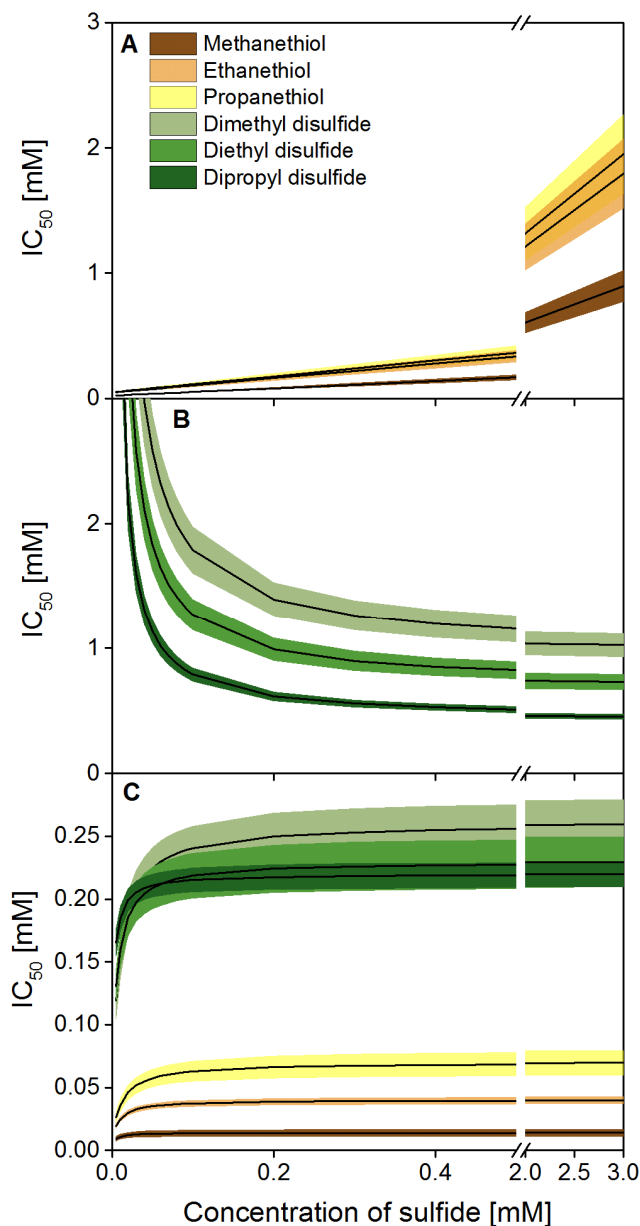 3
A
Methanethiol
Ethanethiol
Propanethiol
Dimethyl disulfide
Diethyl disulfide
Dipropyl disulfide
2
IC50 [mM]
1
0
B
2
IC50 [mM]
1
0
C
0.25
0.20
IC50 [mM]
0.15
0.10
0.05
0.00
0.0 0.2 0.4 2.0 2.5 3.0
Concentration of sulfide [mM]